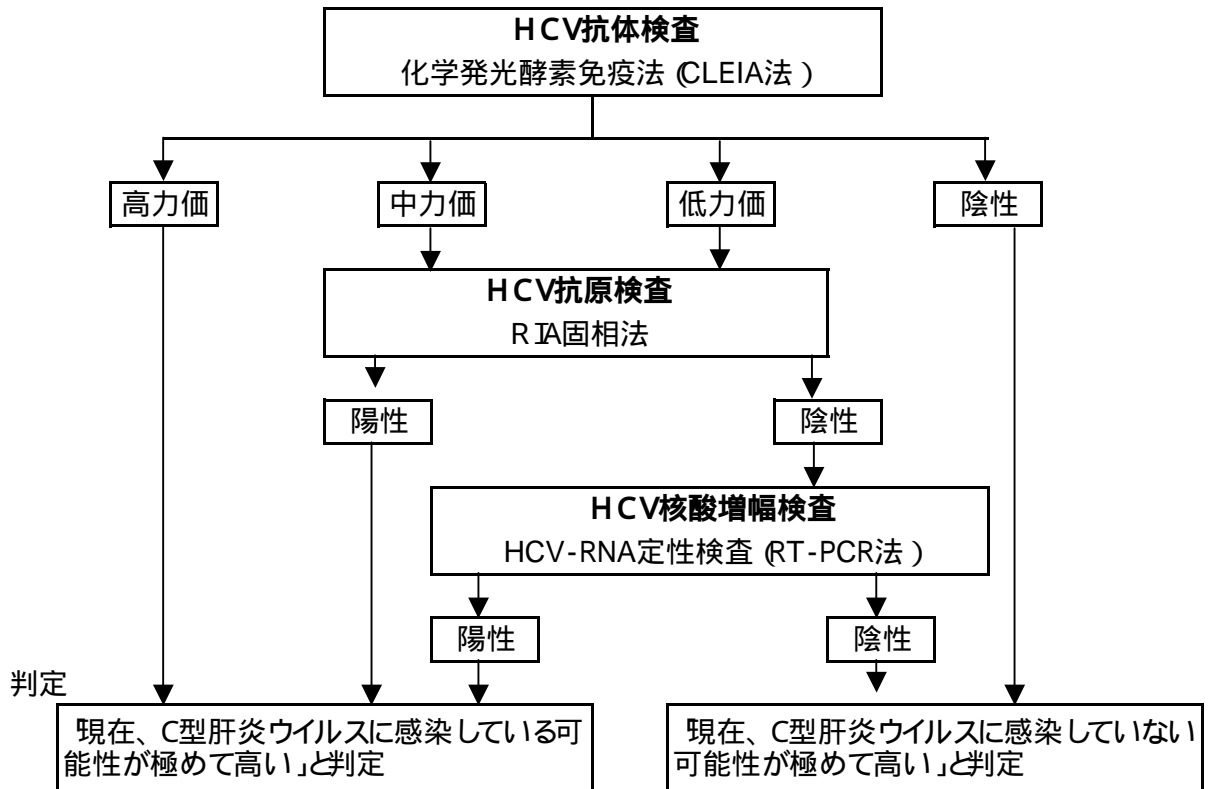 HCV抗体検査
化学発光酵素免疫法（CLEIA法）
高力価
中力価
低力価
陰性
HCV抗原検査
RIA固相法
陽性
陰性
HCV核酸増幅検査
HCV-RNA定性検査（RT-PCR法）
陽性
陰性
判定
「現在、C型肝炎ウイルスに感染している可
能性が極めて高い」と判定
「現在、C型肝炎ウイルスに感染していない
可能性が極めて高い」と判定